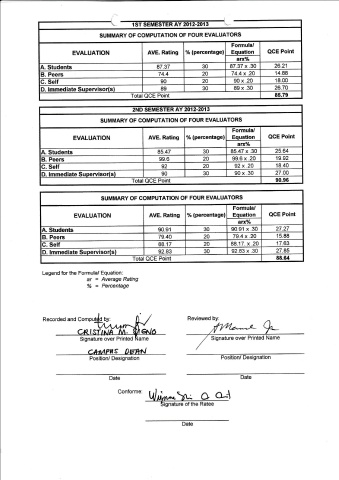 1ST SEMESTER AY 2012-2013
SUMMARY OF COMPUTATION OF FOUR EVALUATORS
EVALUATION AVE. Rating % (percentage) Formula/ Equation QCE Point
arx%
A. Students 87.37 30 87.37 x .30 26.21
B. Peers 74.4 20 74.4 x .20 14.88
C. Self 90 20 90 x .20 18.00
D. Immediate Supervisor(s) 89 30 89 x .30 26.70
Total QCE Point 85.79
2ND SEMESTER AY 2012-2013
SUMMARY OF COMPUTATION OF FOUR EVALUATORS
EVALUATION AVE. Rating % (percentage) Formula/ Equation QCE Point
arx%
A. Students 85.47 30 85.47 x .30 25.64
B. Peers 99.6 20 99.6 x .20 19.92
C. Self 92 20 92 x .20 18.40
D. Immediate Supervisor(s) 90 30 90 x .30 27.00
Total QCE Point 90.96
SUMMARY OF COMPUTATION OF FOUR EVALUATORS
EVALUATION AVE. Rating % (percentage) Formula/ Equation QCE Point
arx%
A. Students 90.91 30 90.91 x .30 27.27
B. Peers 79.40 20 79.4 x .20 15.88
C. Self 88.17 20 88.17. x .20 17.63
D. Immediate Supervisor(s) 92.83 30 92.83 x .30 27.85
Total QCE Point 88.64
Legend for the Formula/ Equation:
ar = Average Rating
% = Percentage
Recorded and Computed by: Reviewed by:
CRISTINA M.
Signature over Printed Name Signature over Printed Name
CAMPUS DEAN
Position/ Designation Position/ Designation
Date Date
Conforme:
Signature of the Ratee
Date